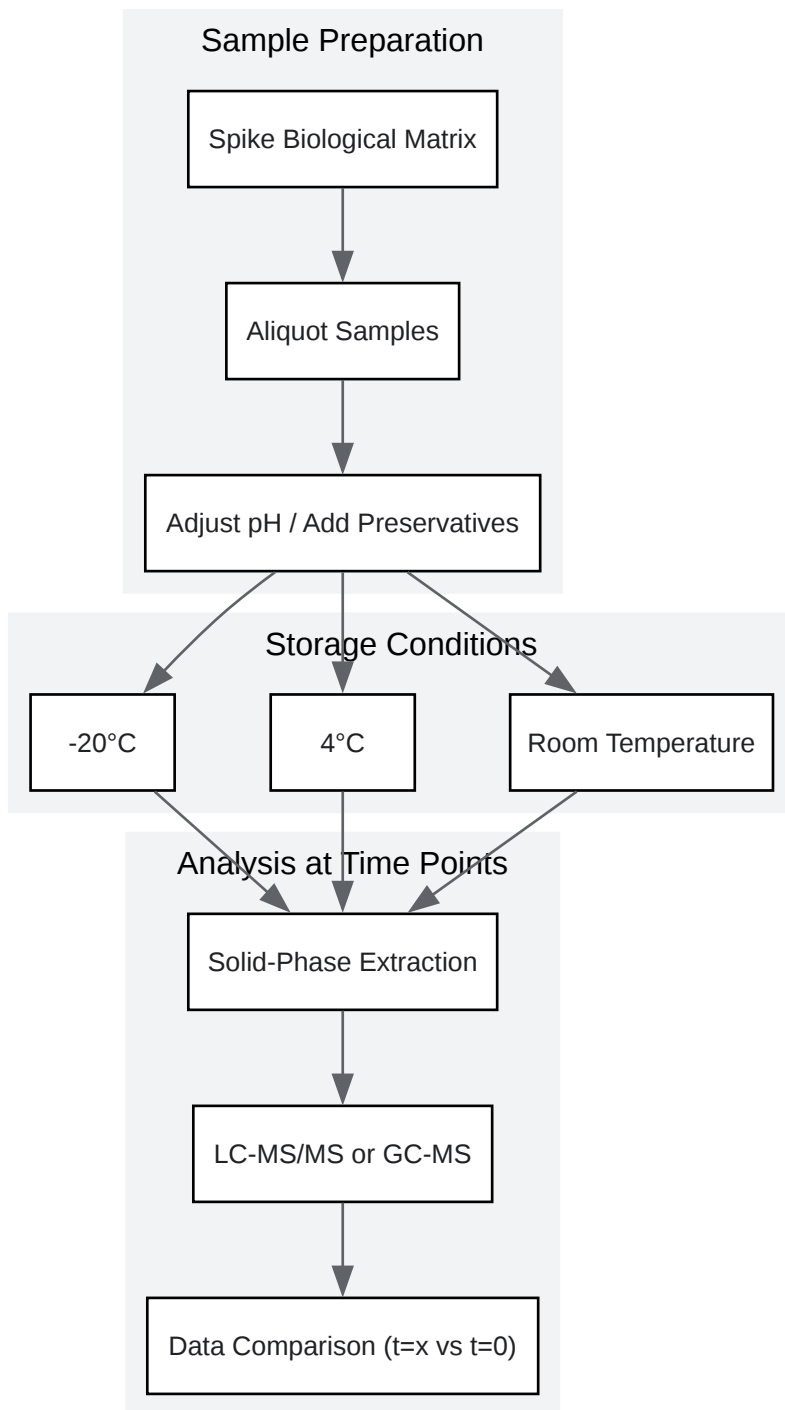 Sample Preparation
Spike Biological Matrix
Aliquot Samples
Adjust pH / Add Preservatives
Storage Conditions
-20°C
4°C
Room Temperature
Analysis at Time Points
Solid-Phase Extraction
LC-MS/MS or GC-MS
Data Comparison (t=x vs t=0)